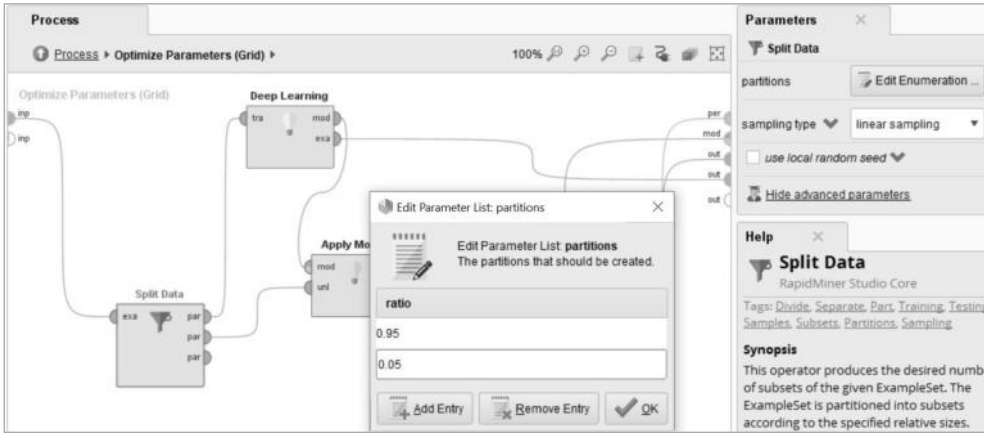 Process
Process ▸ Optimize Parameters (Grid) ▸
100%
Optimize Parameters (Grid)
inp
inp
Deep Learning
tra
mod
exa
Apply Mo
mod
unl
Split Data
exa
par
par
par
per
mod
out
out
out
Edit Parameter List: partitions
Edit Parameter List: partitions
The partitions that should be created.
ratio
0.95
0.05
Add Entry
Remove Entry
OK
Parameters
Split Data
partitions
Edit Enumeration ...
sampling type
linear sampling
use local random seed
Hide advanced parameters
Help
Split Data
RapidMiner Studio Core
Tags: Divide, Separate, Part, Training, Testing
Samples, Subsets, Partitions, Sampling
Synopsis
This operator produces the desired numb
of subsets of the given ExampleSet. The
ExampleSet is partitioned into subsets
according to the specified relative sizes.